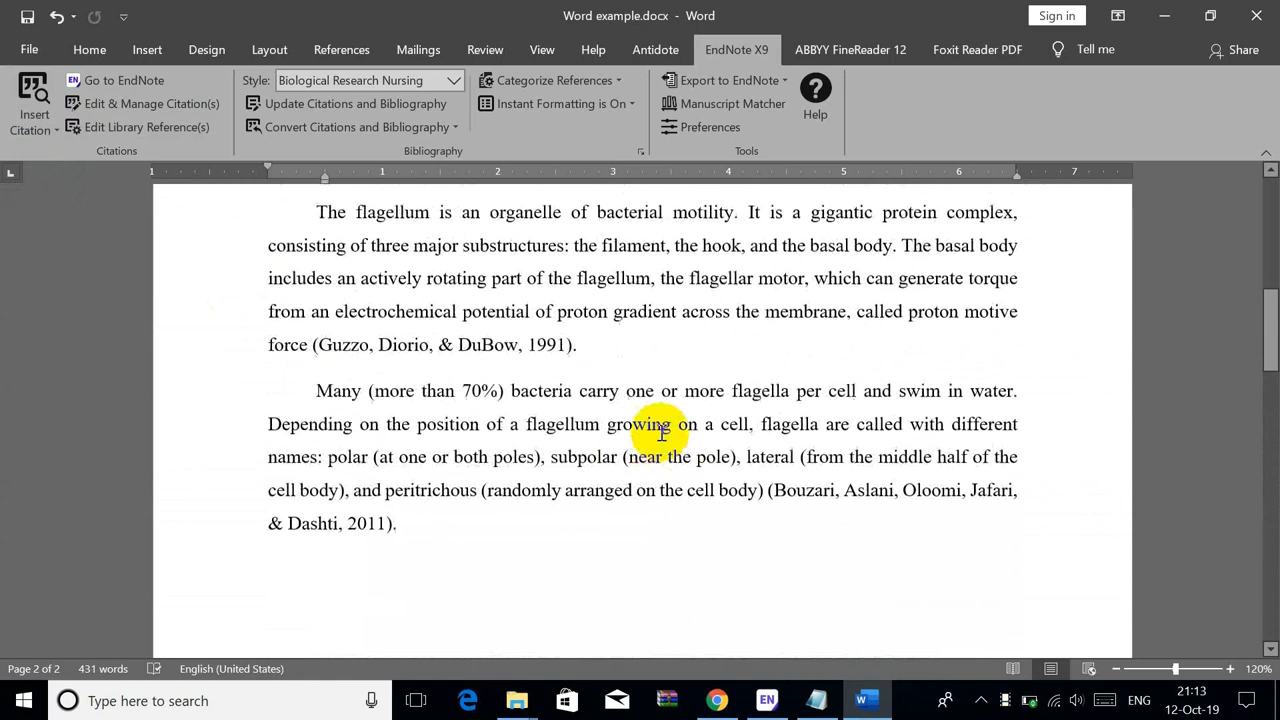 Word example.docx - Word
Sign in
File Home Insert Design Layout References Mailings Review View Help Antidote EndNote X9 ABBYY FineReader 12 Foxit Reader PDF Tell me Share
Insert Citation
EN Go to EndNote
Edit & Manage Citation(s)
Edit Library Reference(s)
Citations
Style: Biological Research Nursing
Update Citations and Bibliography
Convert Citations and Bibliography
Categorize References
Instant Formatting is On
Bibliography
Export to EndNote
Manuscript Matcher
Preferences
Help
Tools
1 1 2 3 4 5 6 7
The flagellum is an organelle of bacterial motility. It is a gigantic protein complex,
consisting of three major substructures: the filament, the hook, and the basal body. The basal body
includes an actively rotating part of the flagellum, the flagellar motor, which can generate torque
from an electrochemical potential of proton gradient across the membrane, called proton motive
force (Guzzo, Diorio, & DuBow, 1991).
Many (more than 70%) bacteria carry one or more flagella per cell and swim in water.
Depending on the position of a flagellum growing on a cell, flagella are called with different
names: polar (at one or both poles), subpolar (near the pole), lateral (from the middle half of the
cell body), and peritrichous (randomly arranged on the cell body) (Bouzari, Aslani, Oloomi, Jafari,
& Dashti, 2011).
Page 2 of 2 431 words English (United States) 120%
Type here to search
EN
ENG
21:13
12-Oct-19